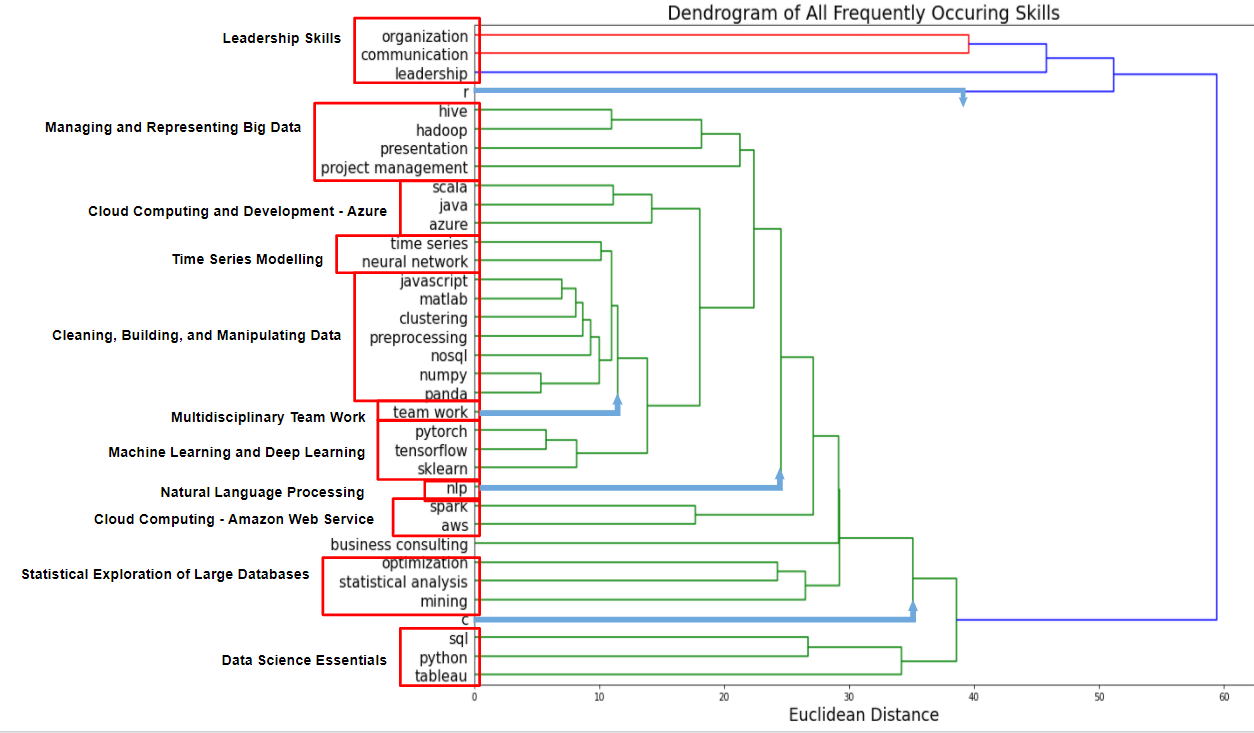 Dendrogram of All Frequently Occuring Skills
Leadership Skills
organization
communication
leadership
r
Managing and Representing Big Data
hive
hadoop
presentation
project management
Cloud Computing and Development - Azure
scala
java
azure
Time Series Modelling
time series
neural network
Cleaning, Building, and Manipulating Data
javascript
matlab
clustering
preprocessing
nosql
numpy
panda
Multidisciplinary Team Work
team work
Machine Learning and Deep Learning
pytorch
tensorflow
sklearn
Natural Language Processing
nlp
Cloud Computing - Amazon Web Service
spark
aws
business consulting
Statistical Exploration of Large Databases
optimization
statistical analysis
mining
c
Data Science Essentials
sql
python
tableau
0 10 20 30 40 50 60
Euclidean Distance